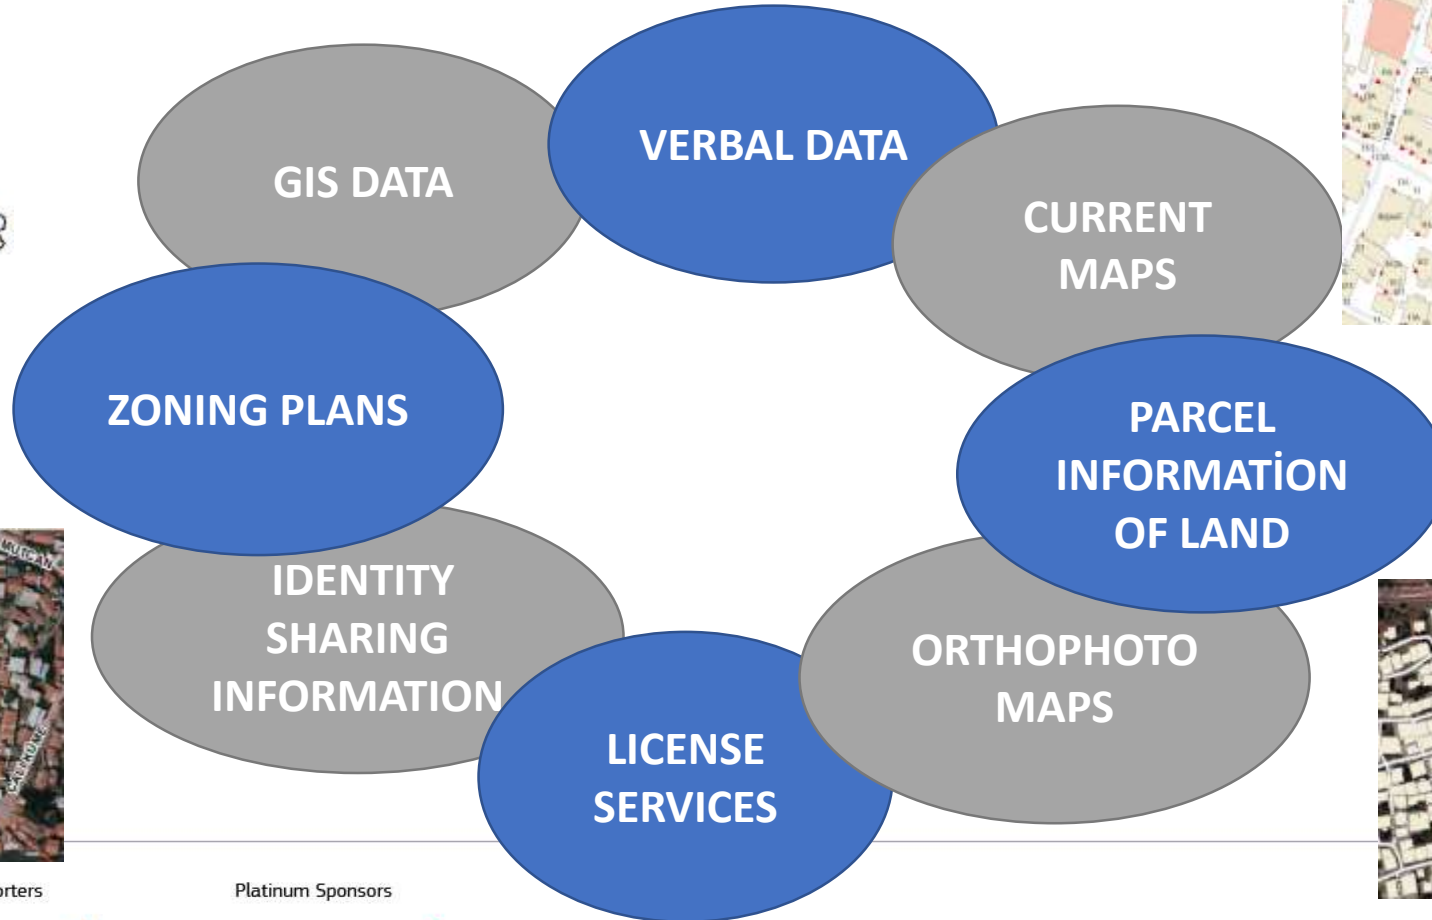 VERBAL DATA
GIS DATA
CURRENT
MAPS
ZONING PLANS
PARCEL
INFORMATİON
OF LAND
IDENTITY
SHARING
INFORMATION
ORTHOPHOTO
MAPS
LICENSE
SERVICES
rters
Platinum Sponsors